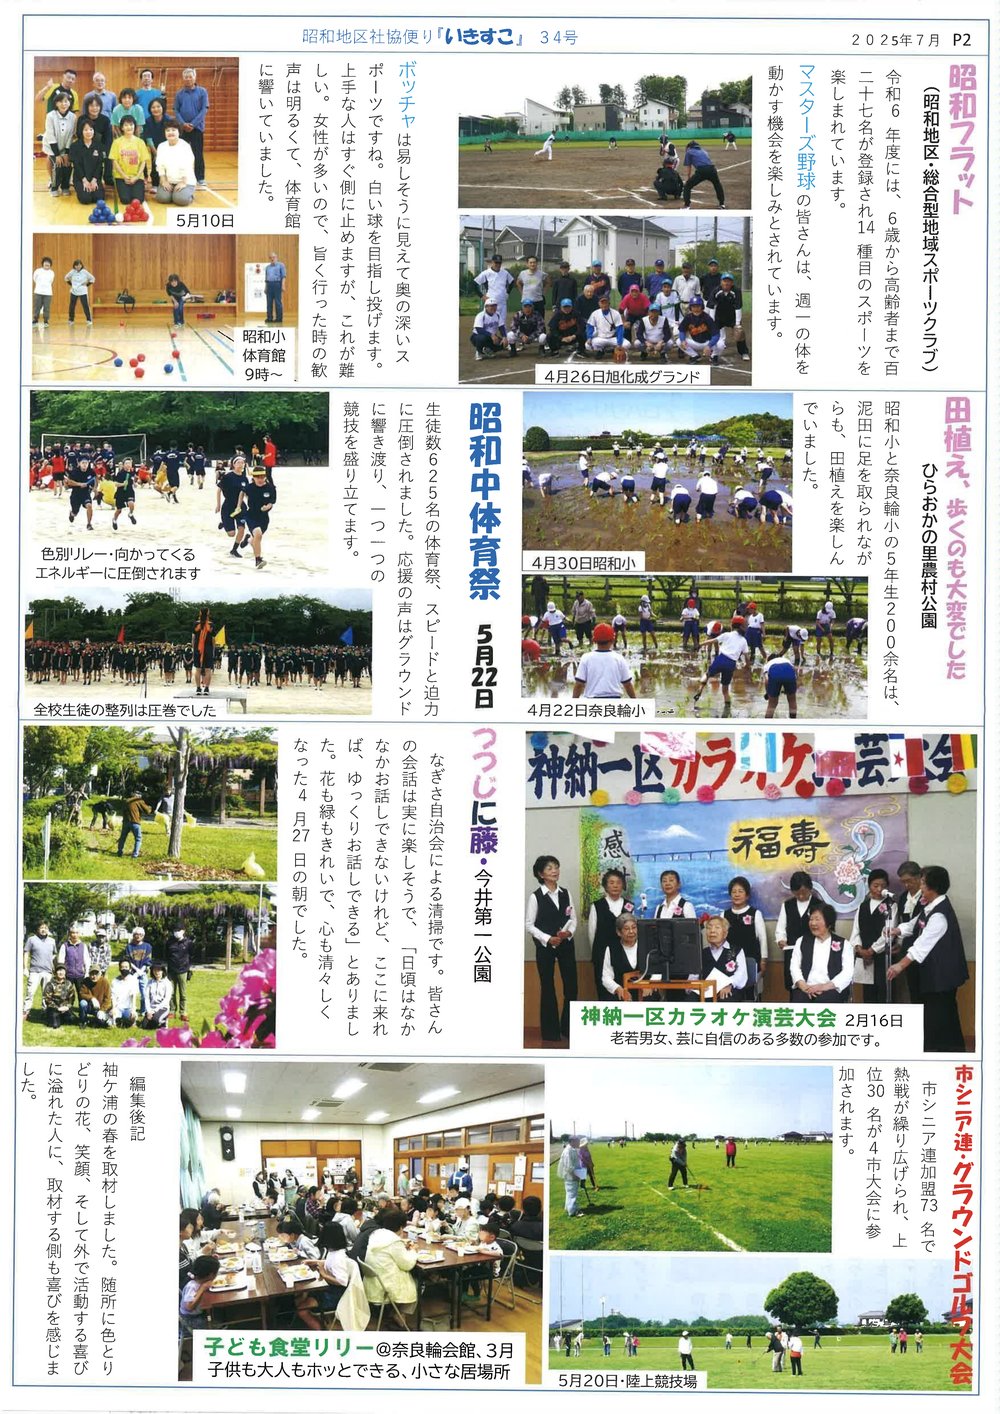 昭和地区社協便り『いきすこ』 34号
2025年7月 P2
昭和フラット
（昭和地区・総合型地域スポーツクラブ）
令和6 年度には、6歳から高齢者まで百
二十七名が登録され14 種目のスポーツを
楽しまれています。
マスターズ野球の皆さんは、週一の体を
動かす機会を楽しみとされています。
4月26日旭化成グランド
ボッチャは易しそうに見えて奥の深いス
ポーツですね。白い球を目指し投げます。
上手な人はすぐ側に止めますが、これが難
しい。女性が多いので、旨く行った時の歓
声は明るくて、体育館
に響いていました。
5月10日
昭和小
体育館
9時～
田植え、歩くのも大変でした
ひらおかの里農村公園
昭和小と奈良輪小の5年生200余名は、
泥田に足を取られなが
らも、田植えを楽しん
でいました。
4月30日昭和小
4月22日奈良輪小
昭和中体育祭 5月22日
生徒数625名の体育祭、スピードと迫力
に圧倒されました。応援の声はグラウンド
に響き渡り、一つ一つの
競技を盛り立てます。
色別リレー・向かってくる
エネルギーに圧倒されます
全校生徒の整列は圧巻でした
神納一区カラオケ演芸大会
感
福壽
神納一区カラオケ演芸大会 2月16日
老若男女、芸に自信のある多数の参加です。
つつじに藤・今井第一公園
なぎさ自治会による清掃です。皆さん
の会話は実に楽しそうで、「日頃はなか
なかお話しできないけれど、ここに来れ
ば、ゆっくりお話しできる」とありまし
た。花も緑もきれいで、心も清々しく
なった4 月27 日の朝でした。
市シニア連・グラウンドゴルフ大会
市シニア連加盟73 名で
熱戦が繰り広げられ、上
位30 名が4市大会に参
加されます。
5月20日・陸上競技場
子ども食堂リリー@奈良輪会館、3月
子供も大人もホッとできる、小さな居場所
編集後記
袖ケ浦の春を取材しました。随所に色とり
どりの花、笑顔、そして外で活動する喜び
に溢れた人に、取材する側も喜びを感じま
した。